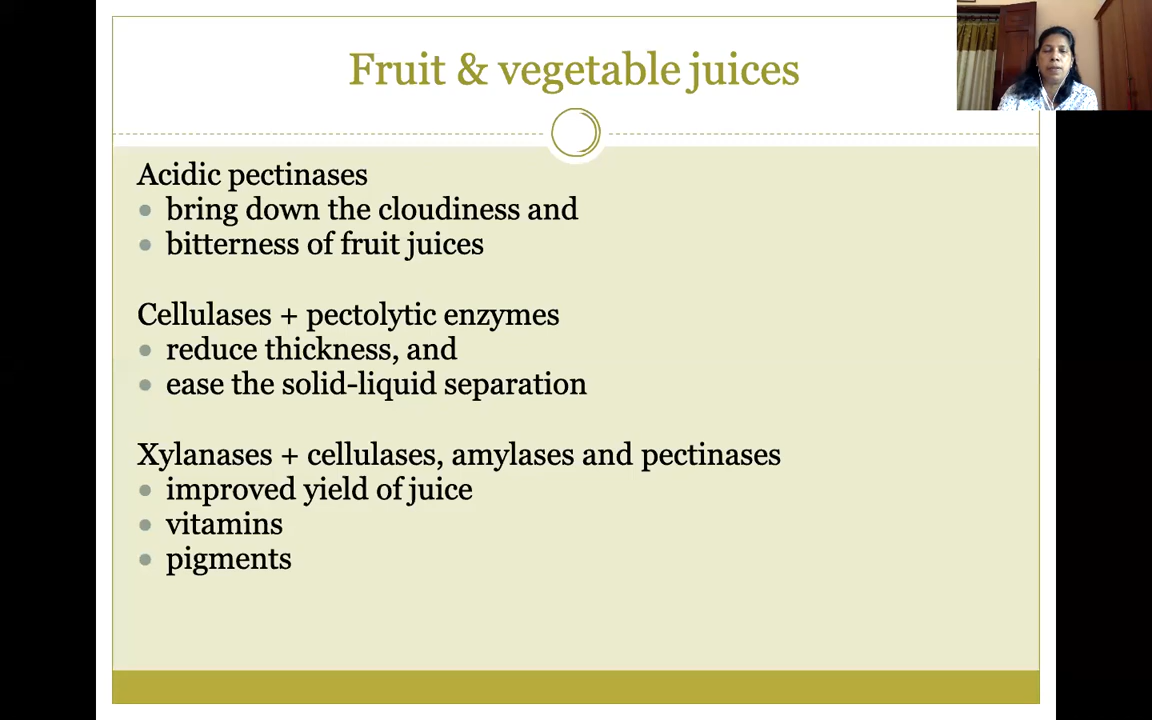 Fruit & vegetable juices
Acidic pectinases
bring down the cloudiness and
bitterness of fruit juices
Cellulases + pectolytic enzymes
reduce thickness, and
ease the solid-liquid separation
Xylanases + cellulases, amylases and pectinases
improved yield of juice
vitamins
pigments